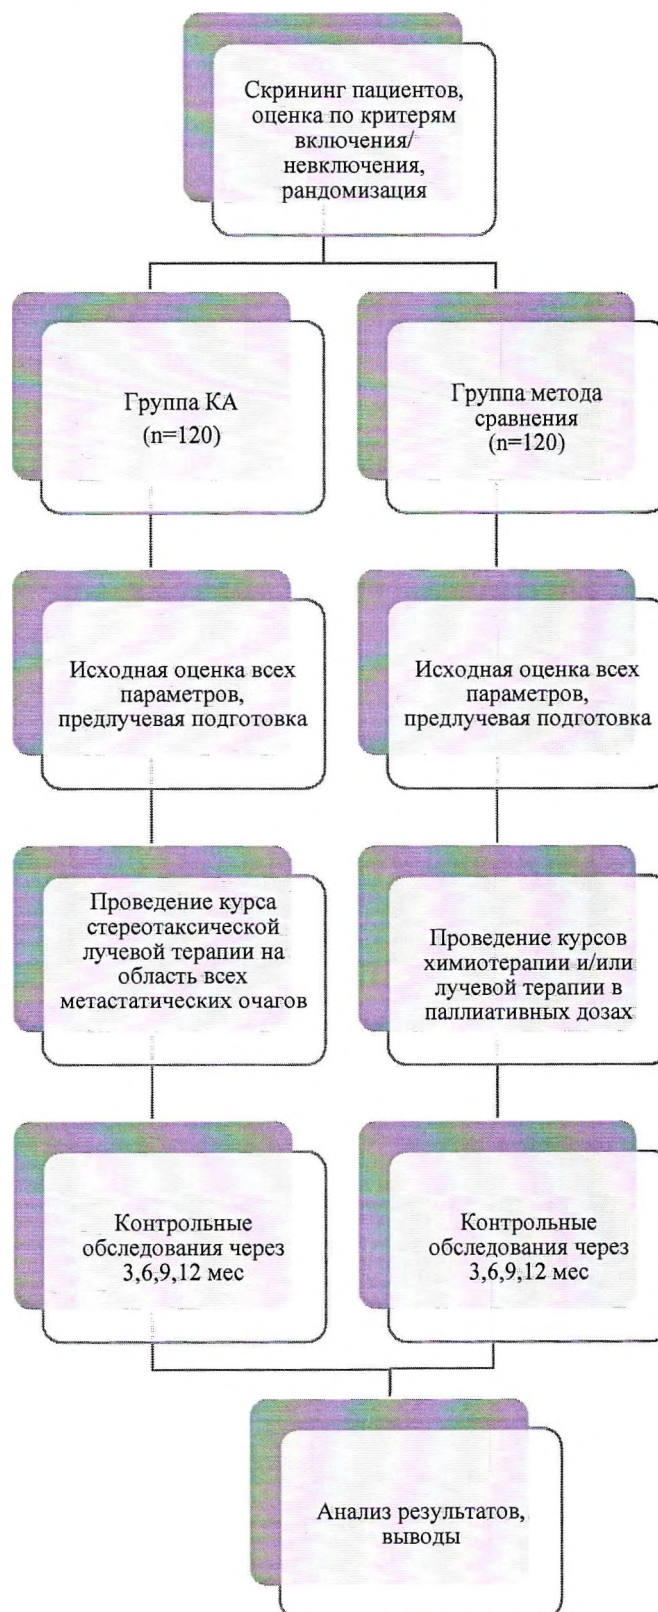 Скрининг пациентов,
оценка по критерям
включения/
невключения,
рандомизация
Группа КА
(n=120)
Группа метода
сравнения
(n=120)
Исходная оценка всех
параметров,
предлучевая подготовка
Исходная оценка всех
параметров,
предлучевая подготовка
Проведение курса
стереотаксической
лучевой терапии на
область всех
метастатических очагов
Проведение курсов
химиотерапии и/или
лучевой терапии в
паллиативных дозах
Контрольные
обследования через
3,6,9,12 мес
Контрольные
обследования через
3,6,9,12 мес
Анализ результатов,
выводы